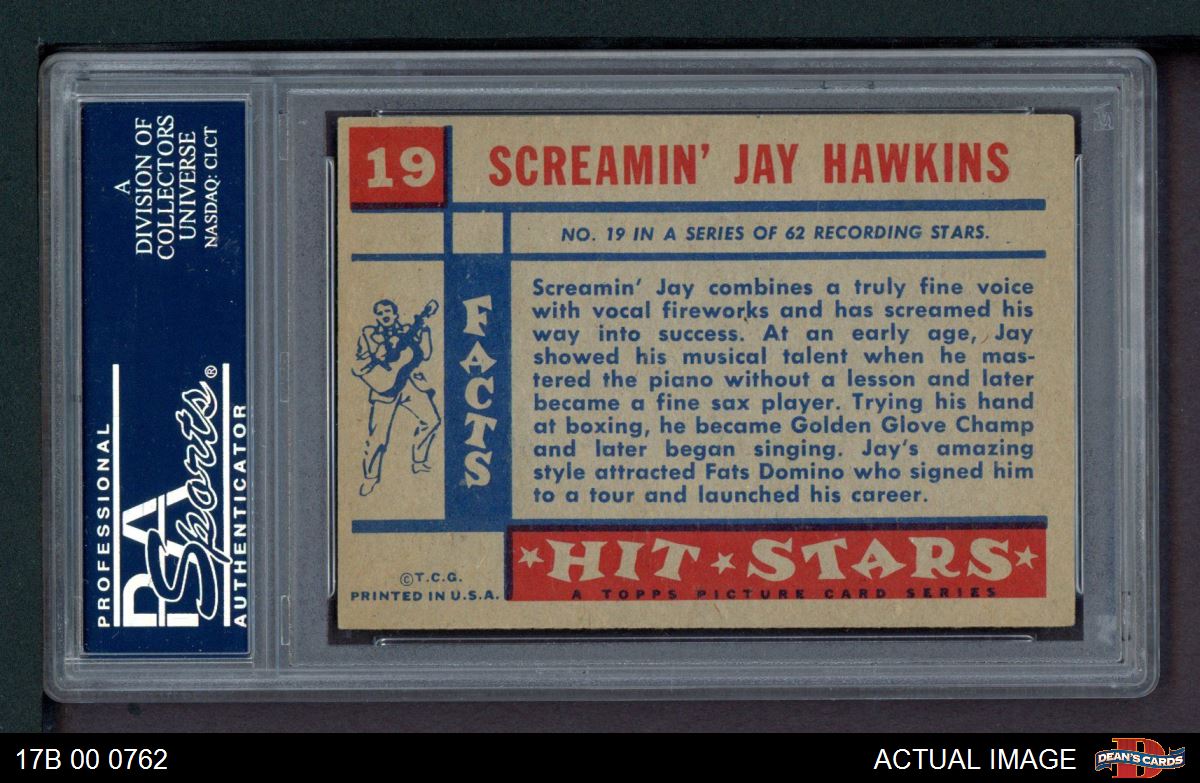 A
DIVISION OF
COLLECTORS
UNIVERSE
NASDAQ: CLCT
PROFESSIONAL
PSA
Sports®
AUTHENTICATOR
19
SCREAMIN' JAY HAWKINS
NO. 19 IN A SERIES OF 62 RECORDING STARS.
FACTS
Screamin' Jay combines a truly fine voice
with vocal fireworks and has screamed his
way into success. At an early age, Jay
showed his musical talent when he mas-
tered the piano without a lesson and later
became a fine sax player. Trying his hand
at boxing, he became Golden Glove Champ
and later began singing. Jay's amazing
style attracted Fats Domino who signed him
to a tour and launched his career.
©T.C.G.
PRINTED IN U.S.A.
HIT STARS
A TOPPS PICTURE CARD SERIES
17B 00 0762
ACTUAL IMAGE
D
DEAN'S CARDS